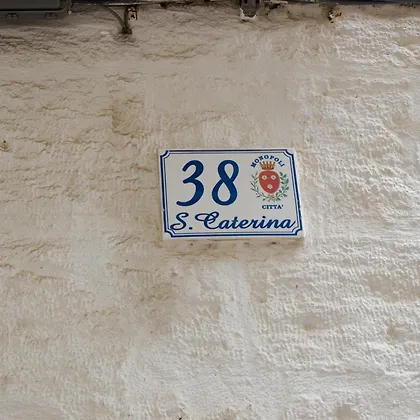 38
MONOPOLI
CITTA'
S. Caterina